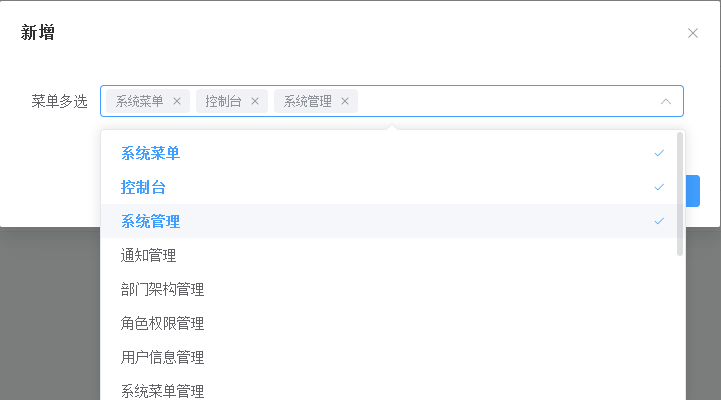 新增
菜单多选 系统菜单 控制台 系统管理
系统菜单
控制台
系统管理
通知管理
部门架构管理
角色权限管理
用户信息管理
系统菜单管理